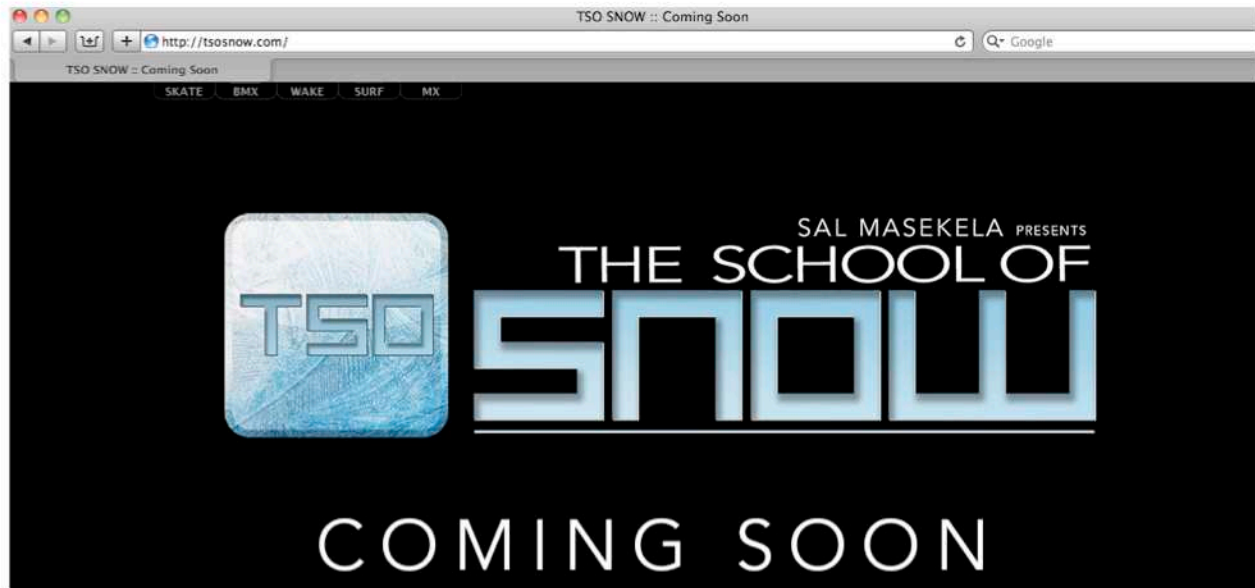 TSO SNOW :: Coming Soon
http://tsosnow.com/
Google
TSO SNOW :: Coming Soon
SKATE BMX WAKE SURF MX
SAL MASEKELA PRESENTS
THE SCHOOL OF
TSO
SNOW
COMING SOON